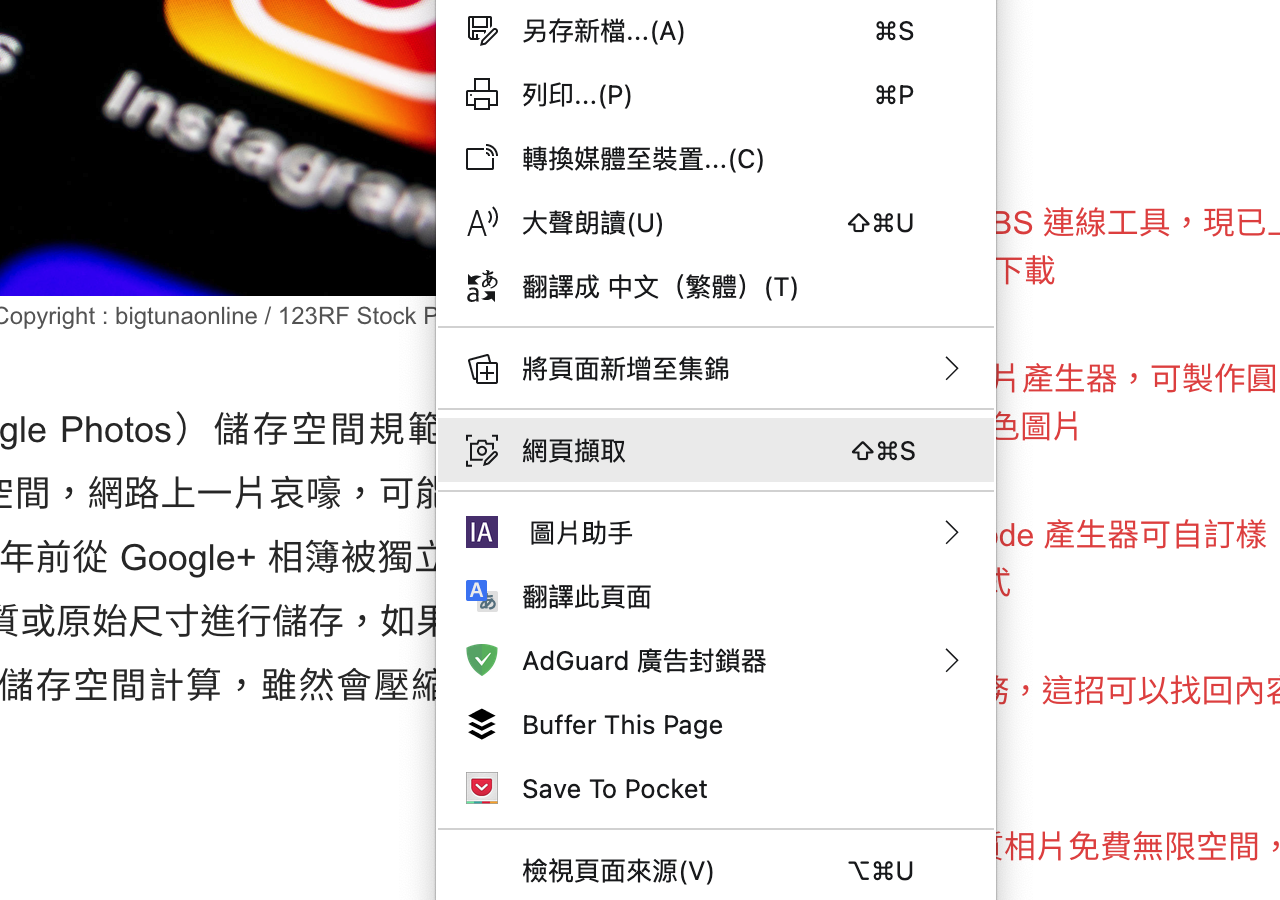 s
Instagram
Copyright : bigtunaonline / 123RF Stock P
gle Photos）儲存空間規範
空間，網路上一片哀嚎，可能
年前從 Google+ 相簿被獨立
質或原始尺寸進行儲存，如果
儲存空間計算，雖然會壓縮
另存新檔...(A) ⌘S
列印...(P) ⌘P
轉換媒體至裝置...(C)
大聲朗讀(U) ⇧⌘U
翻譯成 中文（繁體）(T)
將頁面新增至集錦
網頁擷取 ⇧⌘S
IA 圖片助手
翻譯此頁面
AdGuard 廣告封鎖器
Buffer This Page
Save To Pocket
檢視頁面來源(V) ⌥⌘U
BS 連線工具，現已上
下載
片產生器，可製作圓
色圖片
ode 產生器可自訂樣
式
務，這招可以找回內容
質相片免費無限空間，